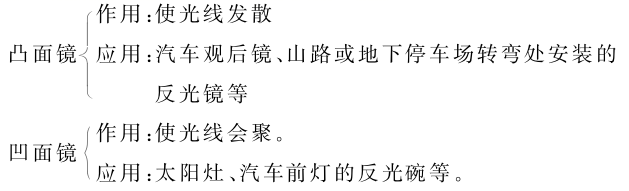 作用:使光线发散
凸面镜 应用:汽车观后镜、山路或地下停车场转弯处安装的
反光镜等
作用:使光线会聚。
凹面镜
应用:太阳灶、汽车前灯的反光碗等。